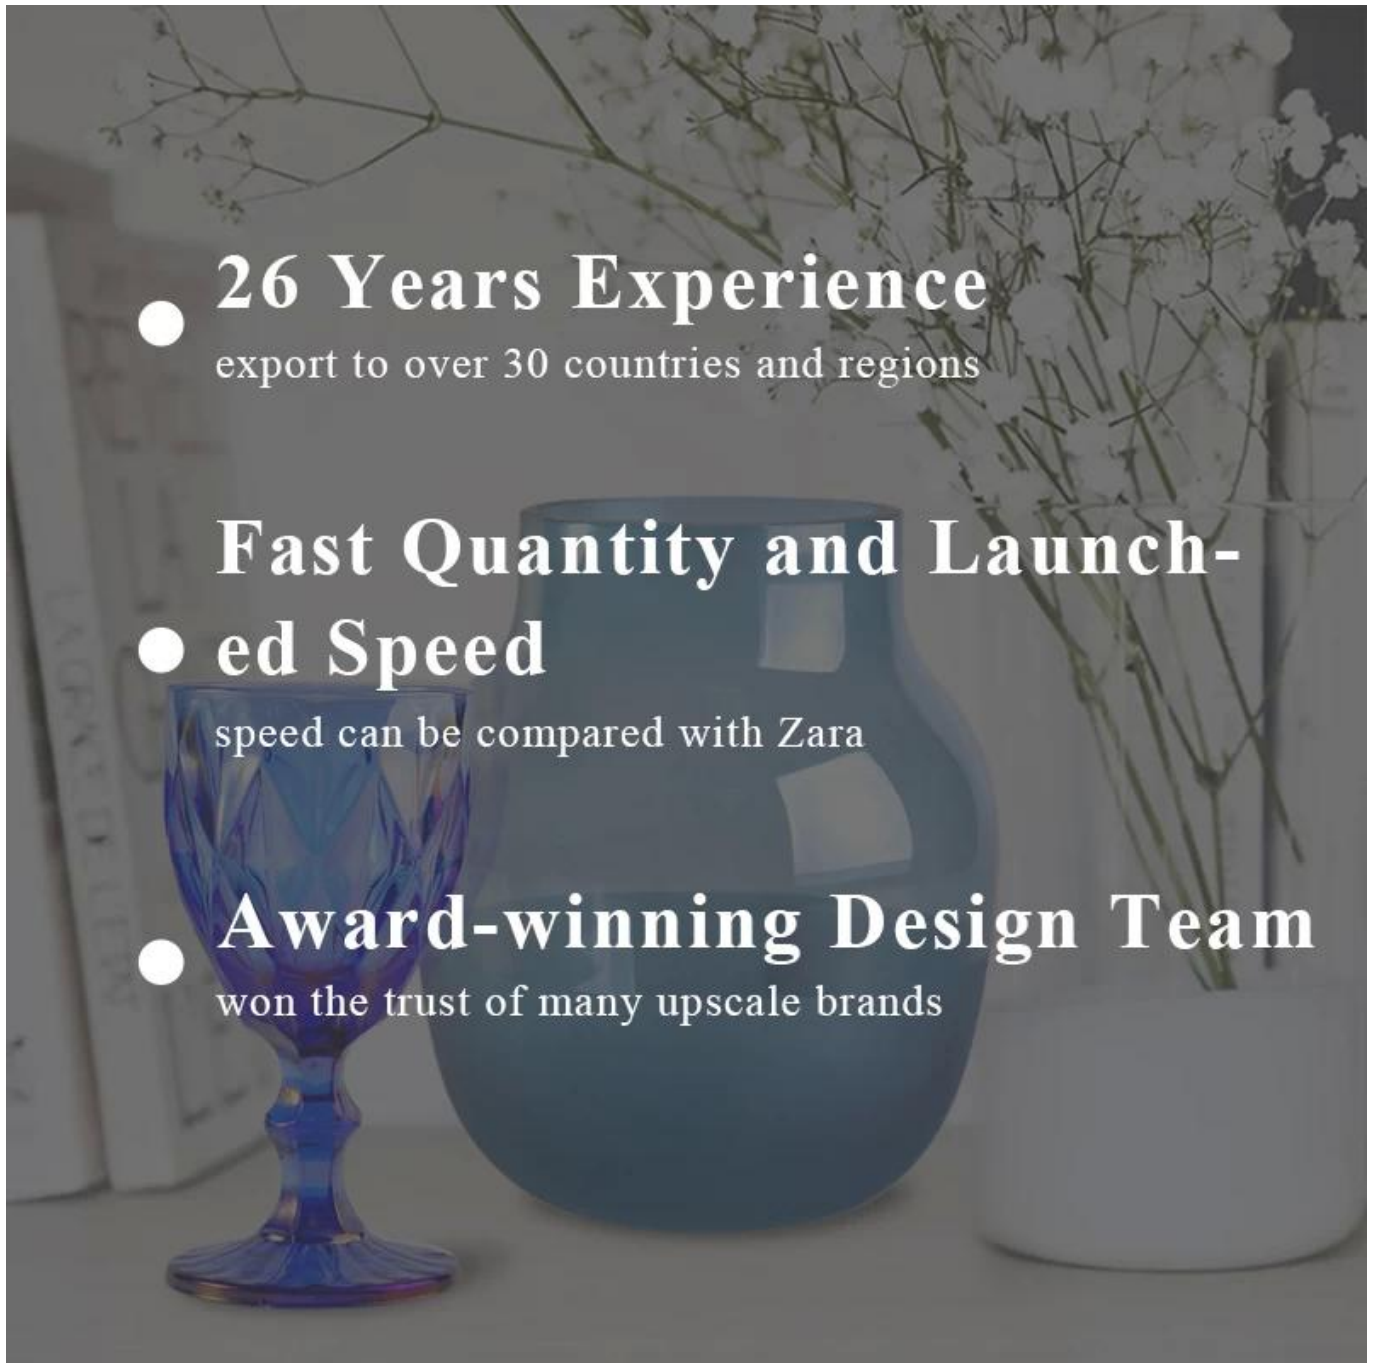 26 Years Experience
export to over 30 countries and regions
Fast Quantity and Launch-
ed Speed
speed can be compared with Zara
Award-winning Design Team
won the trust of many upscale brands